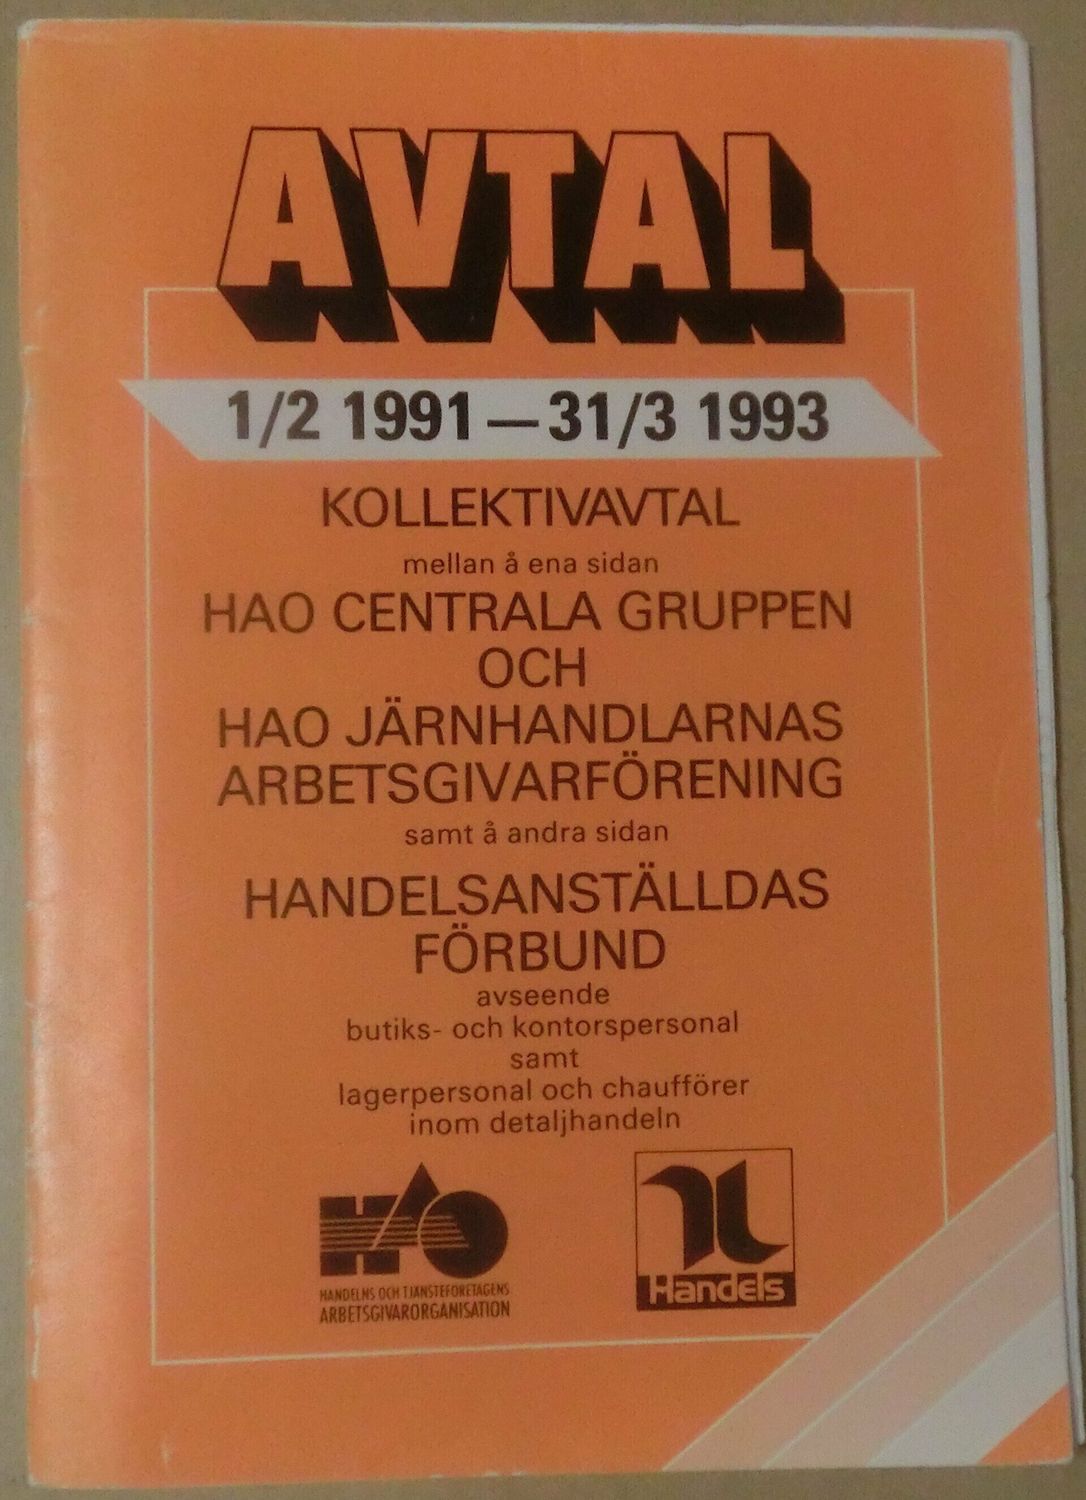 AVTAL
1/2 1991 — 31/3 1993
KOLLEKTIVAVTAL
mellan å ena sidan
HAO CENTRALA GRUPPEN
OCH
HAO JÄRNHANDLARNAS
ARBETSGIVARFÖRENING
samt å andra sidan
HANDELSANSTÄLLDAS
FÖRBUND
avseende
butiks- och kontorspersonal
samt
lagerpersonal och chaufförer
inom detaljhandeln
HAO
HANDELNS OCH TJÄNSTEFÖRETAGENS
ARBETSGIVARORGANISATION
Handels